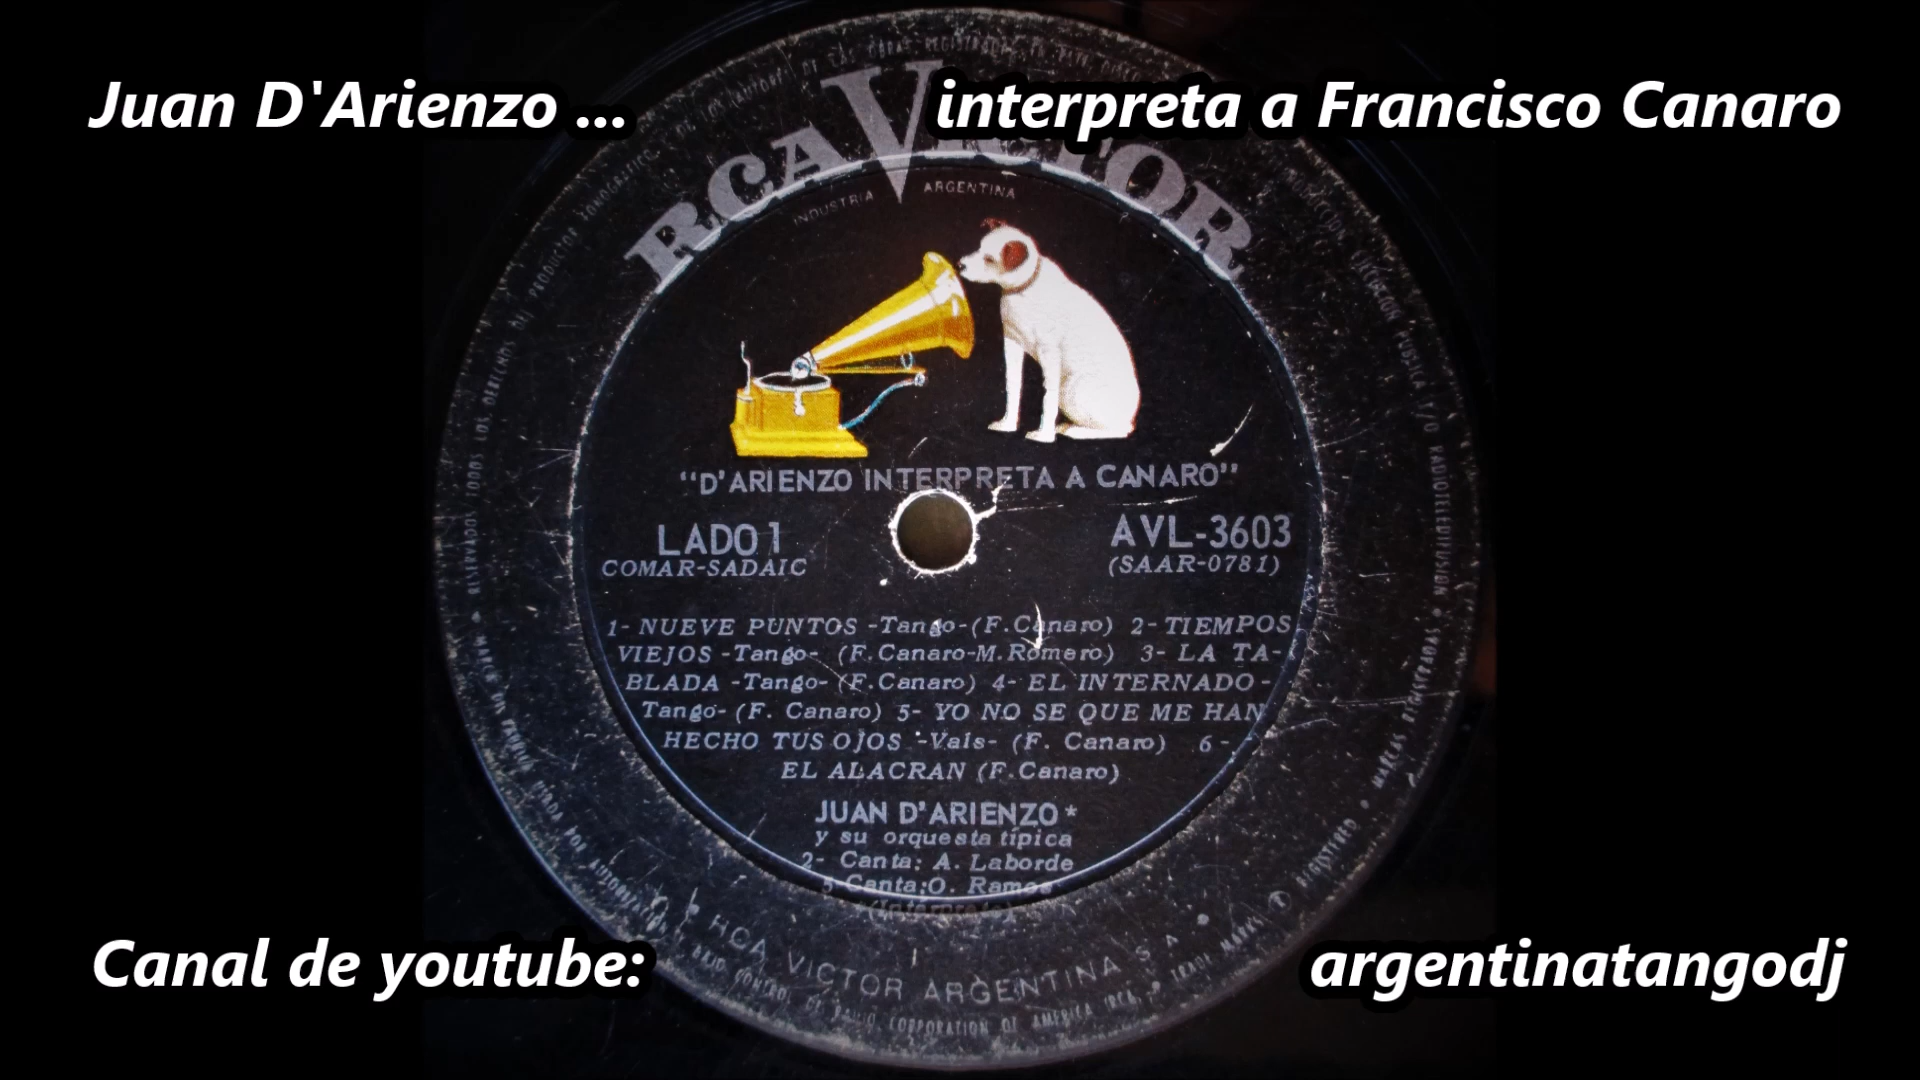 Juan D'Arienzo ...
interpreta a Francisco Canaro
RCA VICTOR
INDUSTRIA ARGENTINA
"D'ARIENZO INTERPRETA A CANARO"
LADO 1
AVL-3603
COMAR-SADAIC
(SAAR-0781)
1- NUEVE PUNTOS -Tango-(F.Canaro) 2- TIEMPOS
VIEJOS -Tango- (F.Canaro-M.Romero) 3- LA TA-
BLADA -Tango- (F.Canaro) 4- EL INTERNADO -
Tango- (F. Canaro) 5- YO NO SE QUE ME HAN
HECHO TUS OJOS -Vals- (F. Canaro) 6 -
EL ALACRAN (F.Canaro)
JUAN D'ARIENZO*
y su orquesta típica
2- Canta: A. Laborde
5 Canta:O. Ramos
(Intérprete)
RCA VICTOR ARGENTINA S A
Canal de youtube:
argentinatangodj